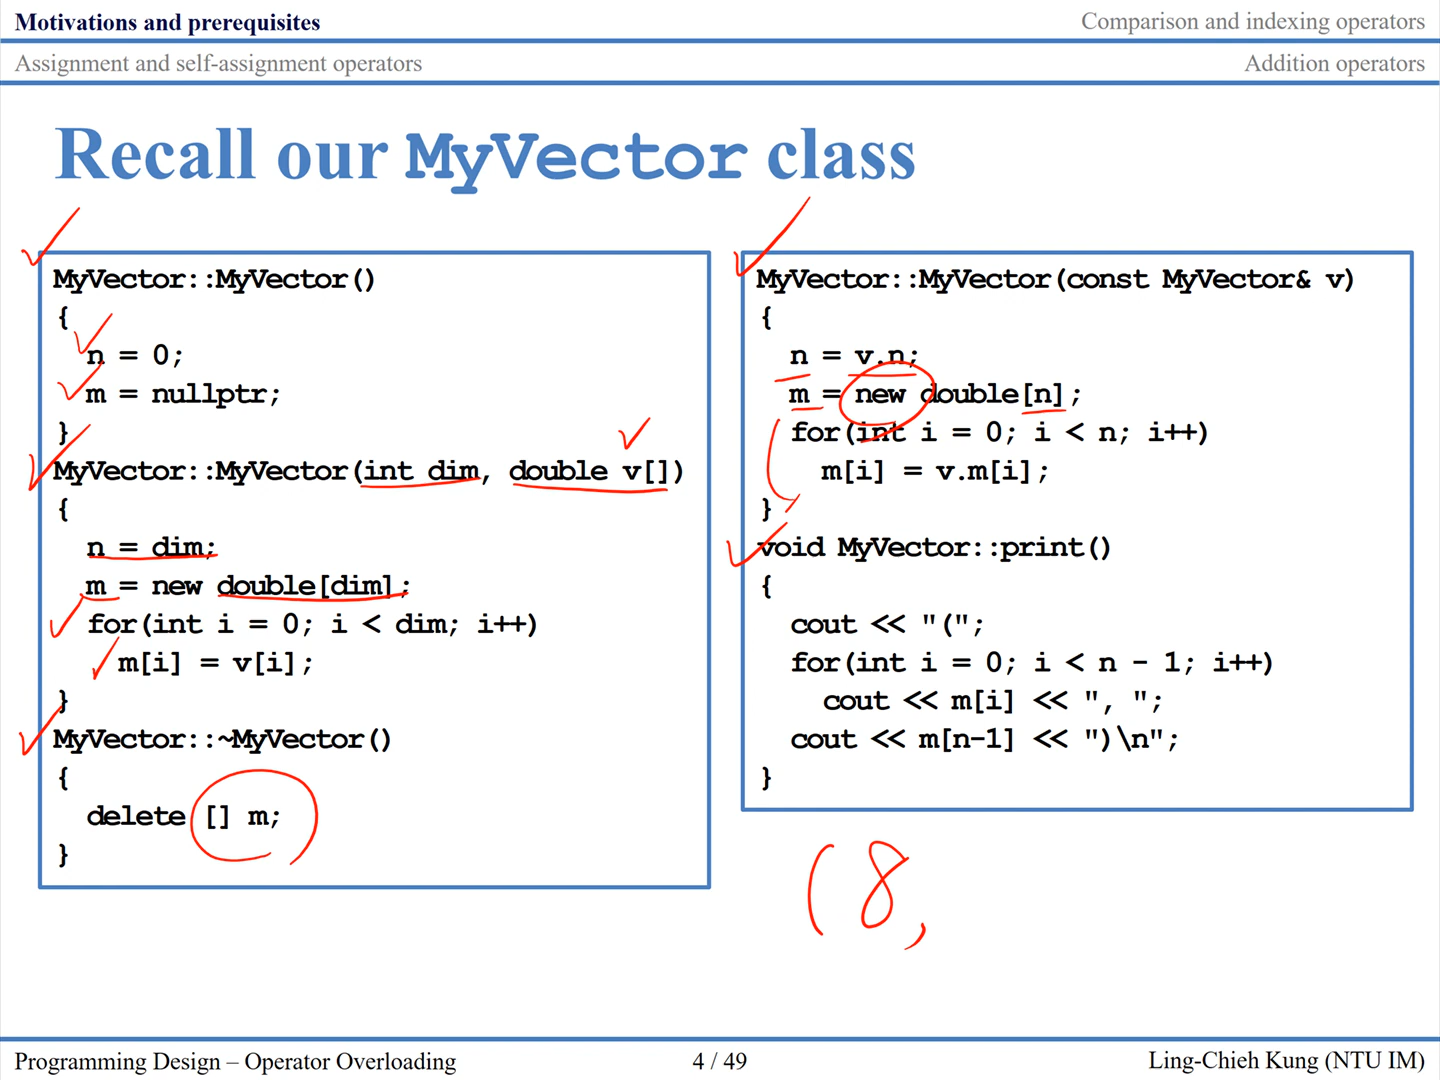 Motivations and prerequisites
Comparison and indexing operators
Assignment and self-assignment operators
Addition operators
Recall our MyVector class
MyVector::MyVector()
{
  n = 0;
  m = nullptr;
}
MyVector::MyVector(int dim, double v[])
{
  n = dim;
  m = new double[dim];
  for(int i = 0; i < dim; i++)
    m[i] = v[i];
}
MyVector::~MyVector()
{
  delete [] m;
}
MyVector::MyVector(const MyVector& v)
{
  n = v.n;
  m = new double[n];
  for(int i = 0; i < n; i++)
    m[i] = v.m[i];
}
void MyVector::print()
{
  cout << "(";
  for(int i = 0; i < n - 1; i++)
    cout << m[i] << ", ";
  cout << m[n-1] << ")\n";
}
(8,
Programming Design – Operator Overloading
4 / 49
Ling-Chieh Kung (NTU IM)